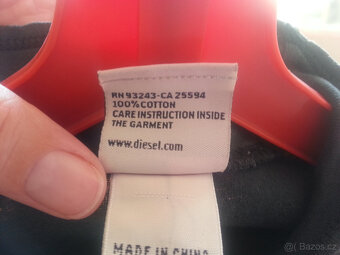 RN 93243-CA 25594
100% COTTON
CARE INSTRUCTION INSIDE
THE GARMENT
www.diesel.com
MADE IN CHINA
© Bazos.cz